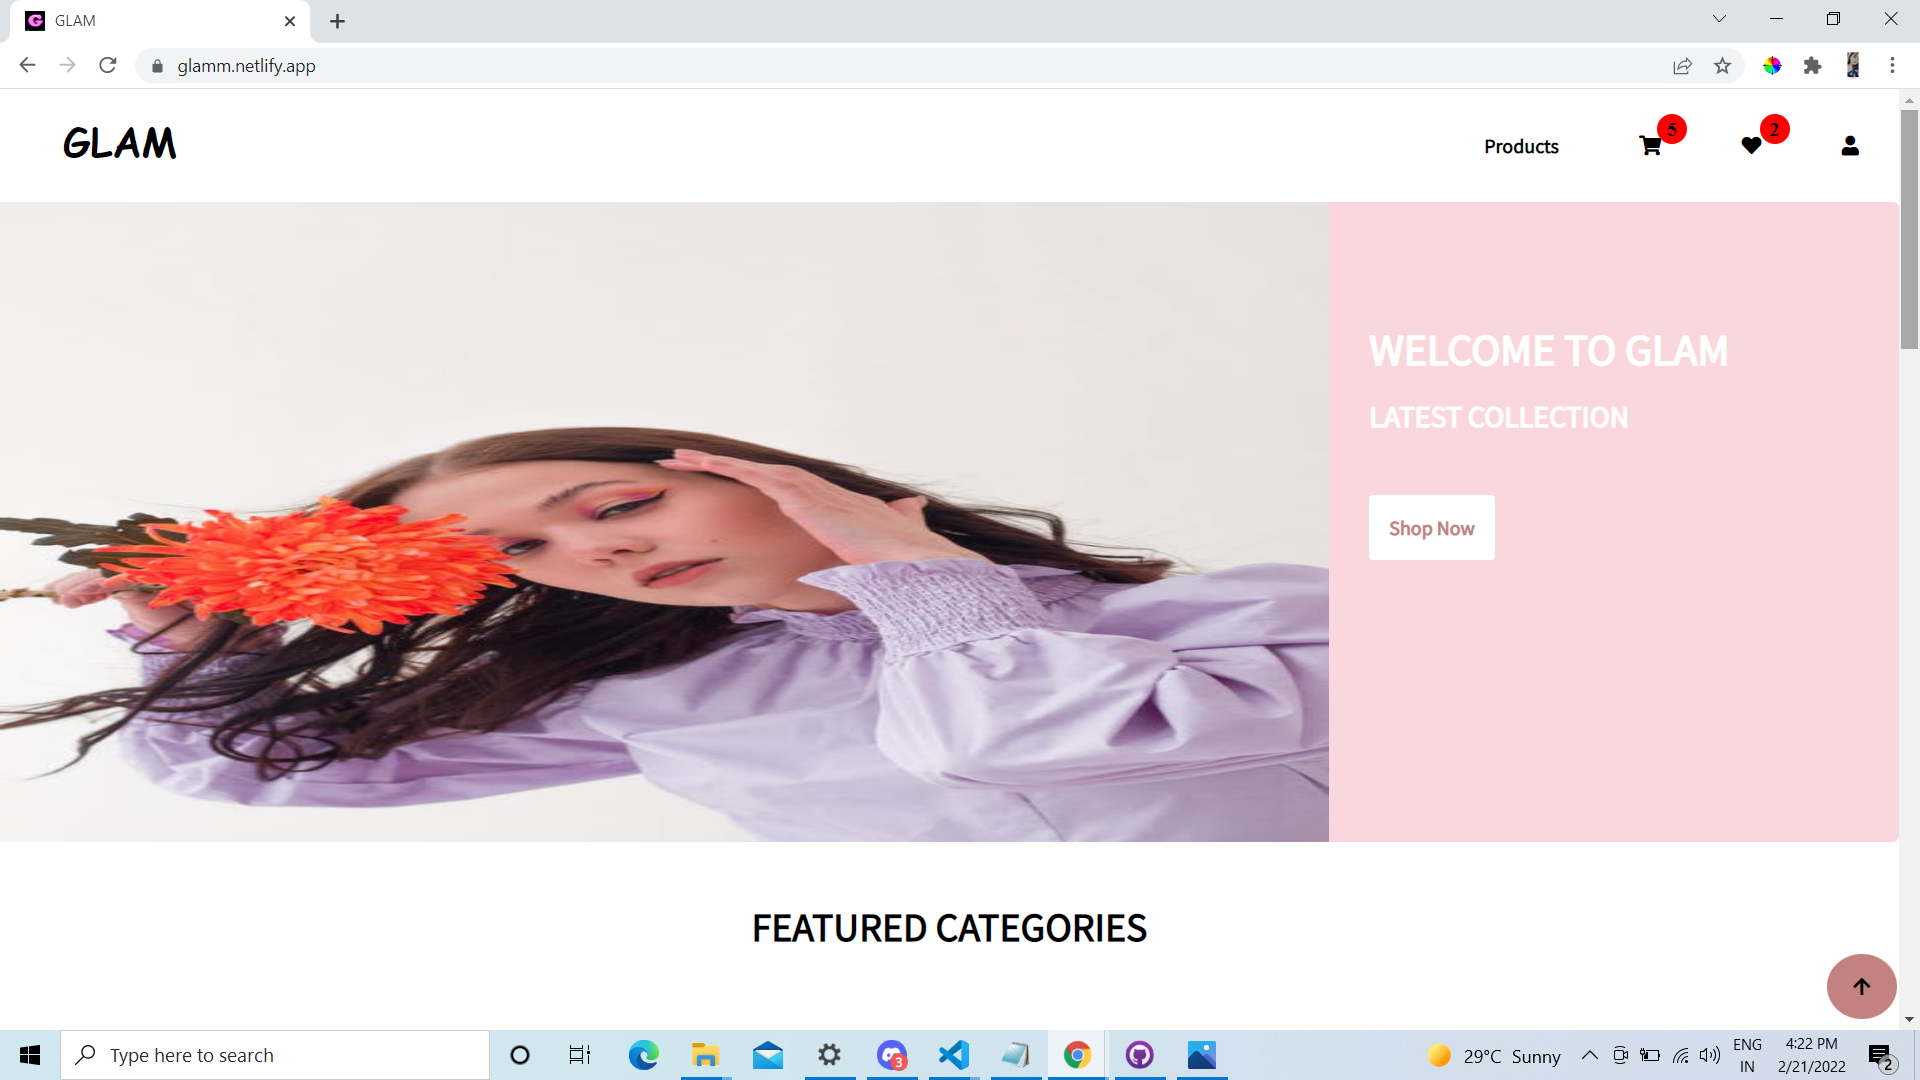 GLAM
glamm.netlify.app
GLAM
Products
5
2
WELCOME TO GLAM
LATEST COLLECTION
Shop Now
FEATURED CATEGORIES
Type here to search
3
29°C Sunny
ENG
IN
4:22 PM
2/21/2022
2